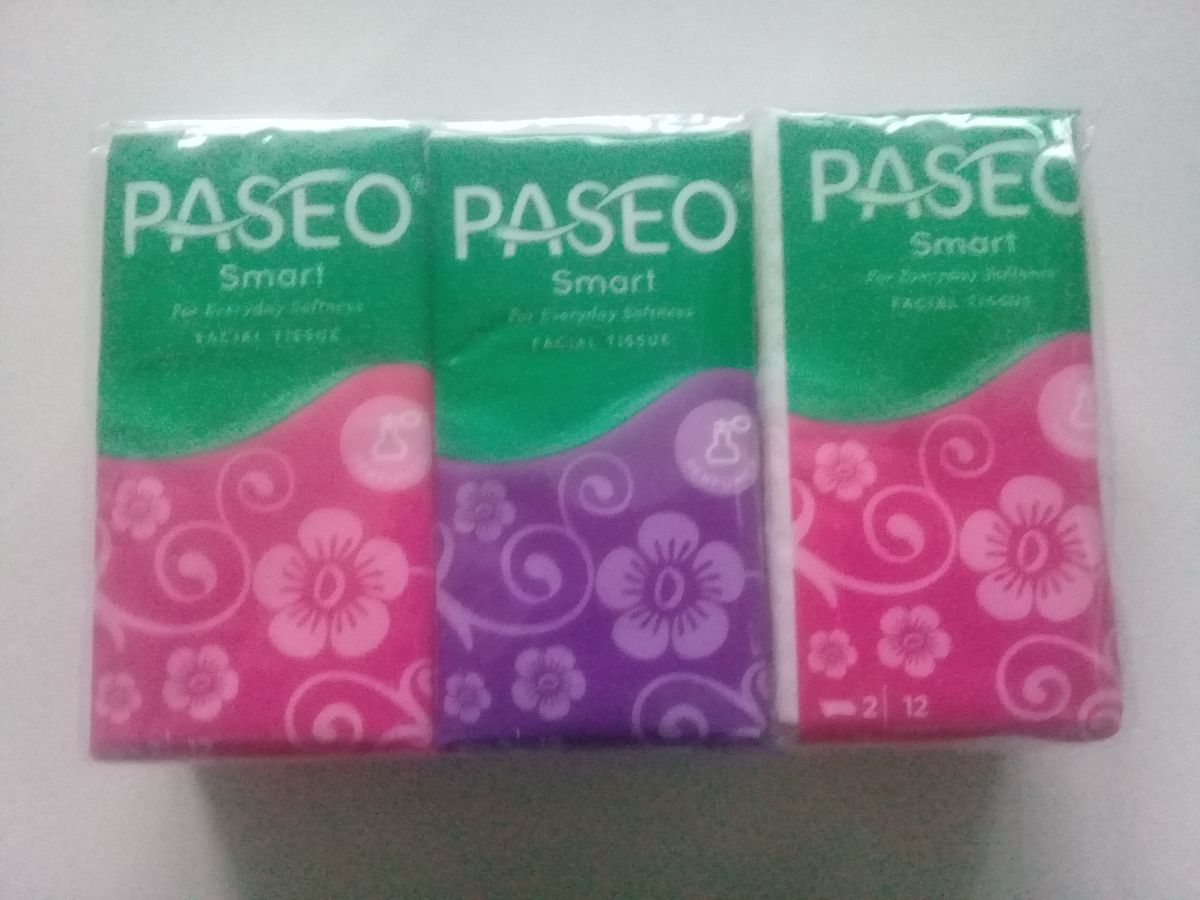 PASEO
Smart
For Everyday Softness
FACIAL TISSUE
PASEO
Smart
For Everyday Softness
FACIAL TISSUE
PASEO
Smart
For Everyday Softness
FACIAL TISSUE
2 | 12